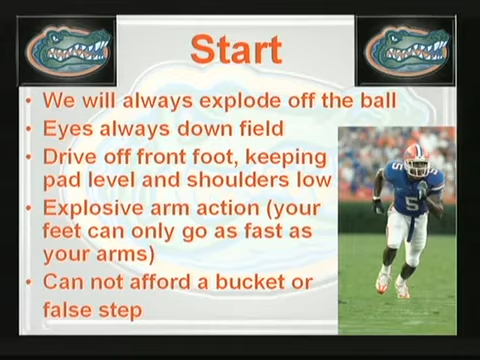 Start
• We will always explode off the ball
• Eyes always down field
• Drive off front foot, keeping
pad level and shoulders low
• Explosive arm action (your
feet can only go as fast as
your arms)
• Can not afford a bucket or
false step
5
5